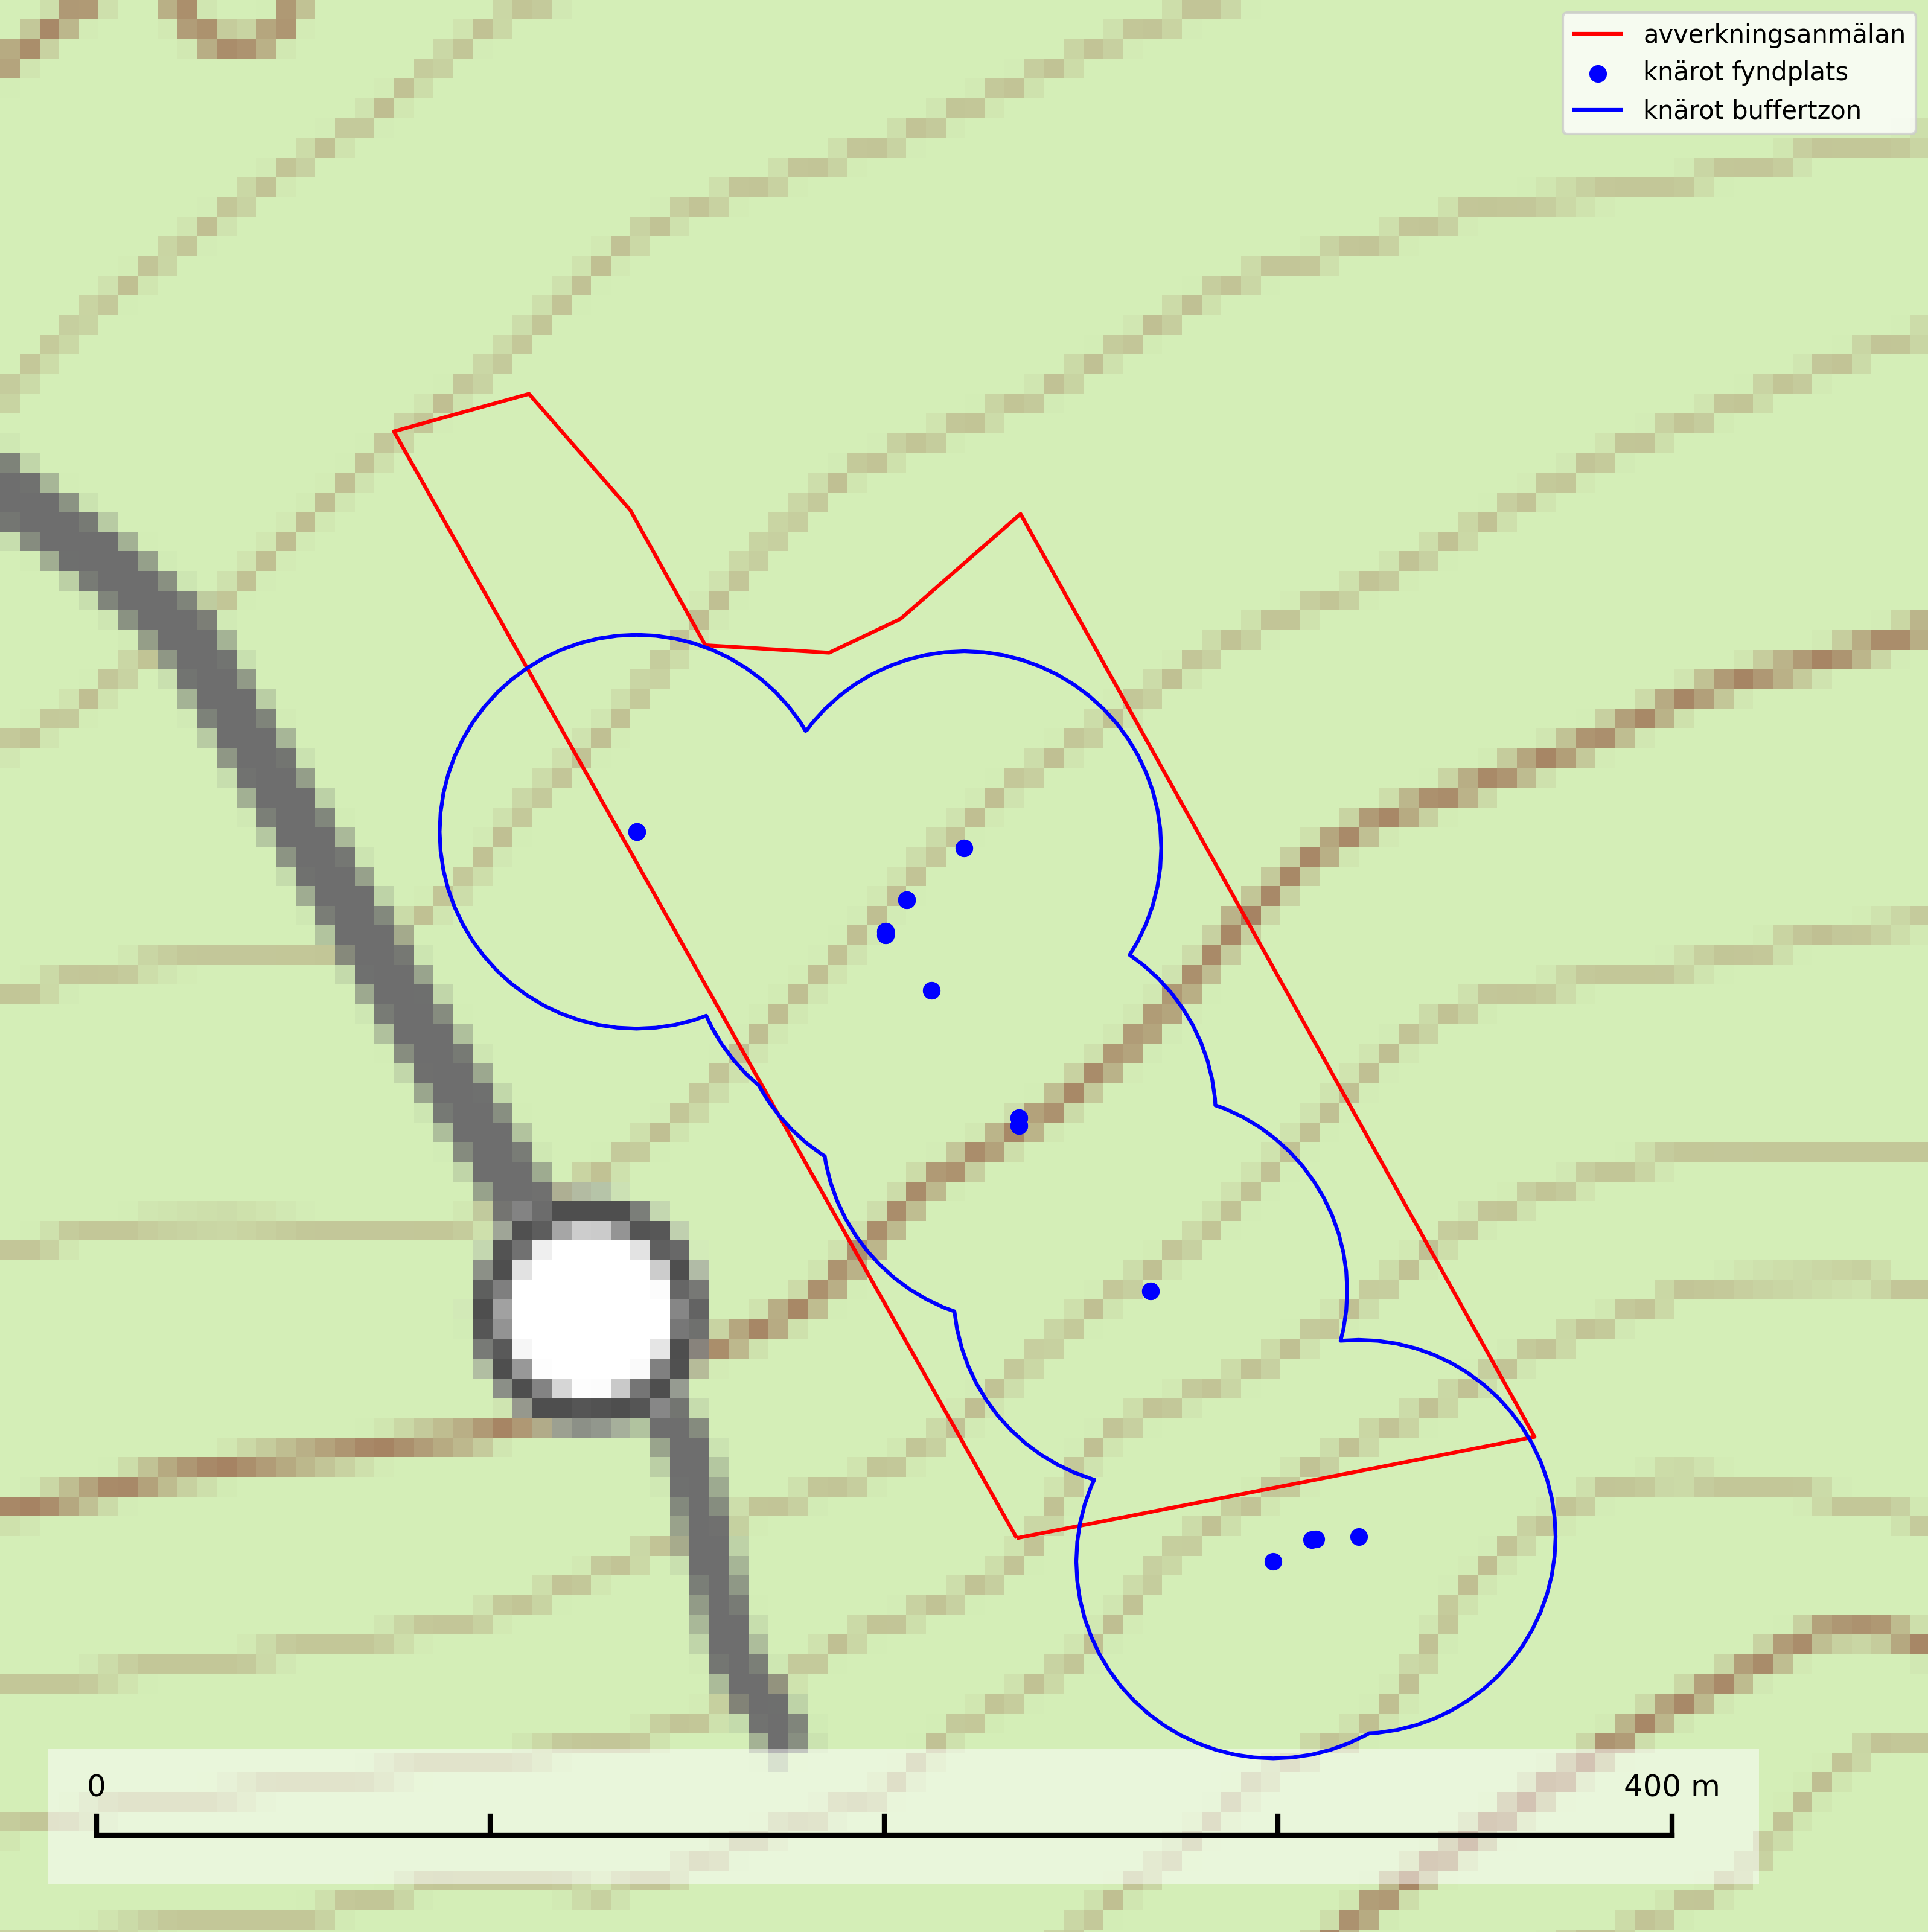 avverkningsanmälan
knärot fyndplats
knärot buffertzon
0 400 m